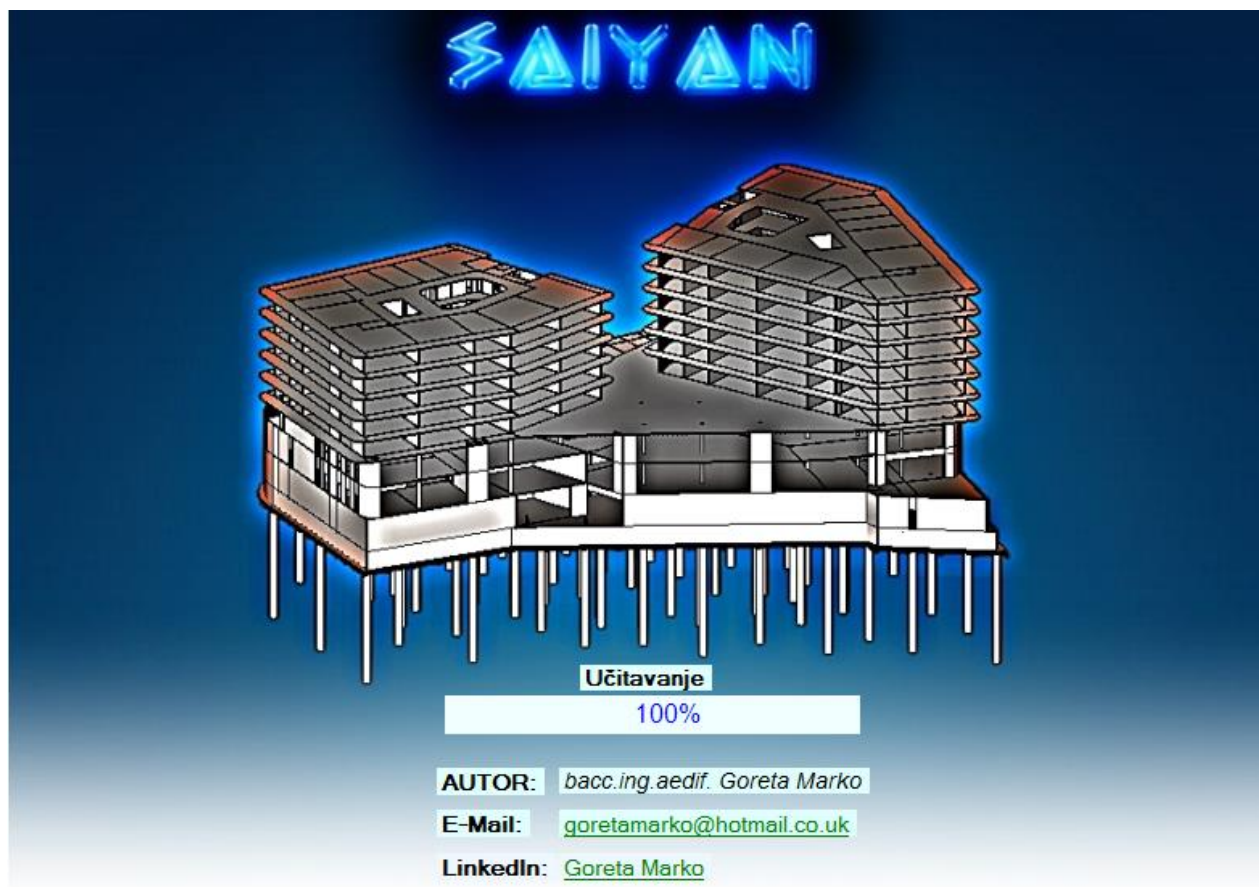 SAIYAN
Učitavanje
100%
AUTOR: bacc.ing.aedif. Goreta Marko
E-Mail: goretamarko@hotmail.co.uk
LinkedIn: Goreta Marko